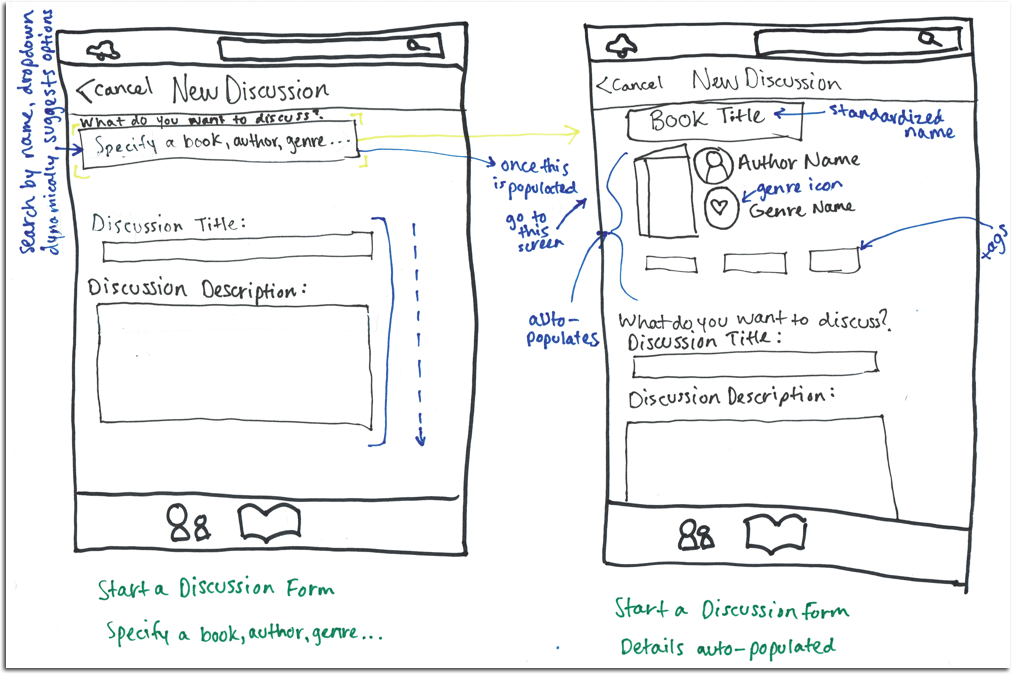 search by name, dropdown
dynamically suggests options
<Cancel New Discussion
What do you want to discuss?
Specify a book, author, genre...
once this
is populated
go to
this
screen
Discussion Title:
Discussion Description:
Start a Discussion Form
Specify a book, author, genre...
<Cancel New Discussion
Book Title
standardized
name
Author Name
genre icon
Genre Name
tags
auto-
populates
What do you want to discuss?
Discussion Title:
Discussion Description:
Start a Discussion Form
Details auto-populated